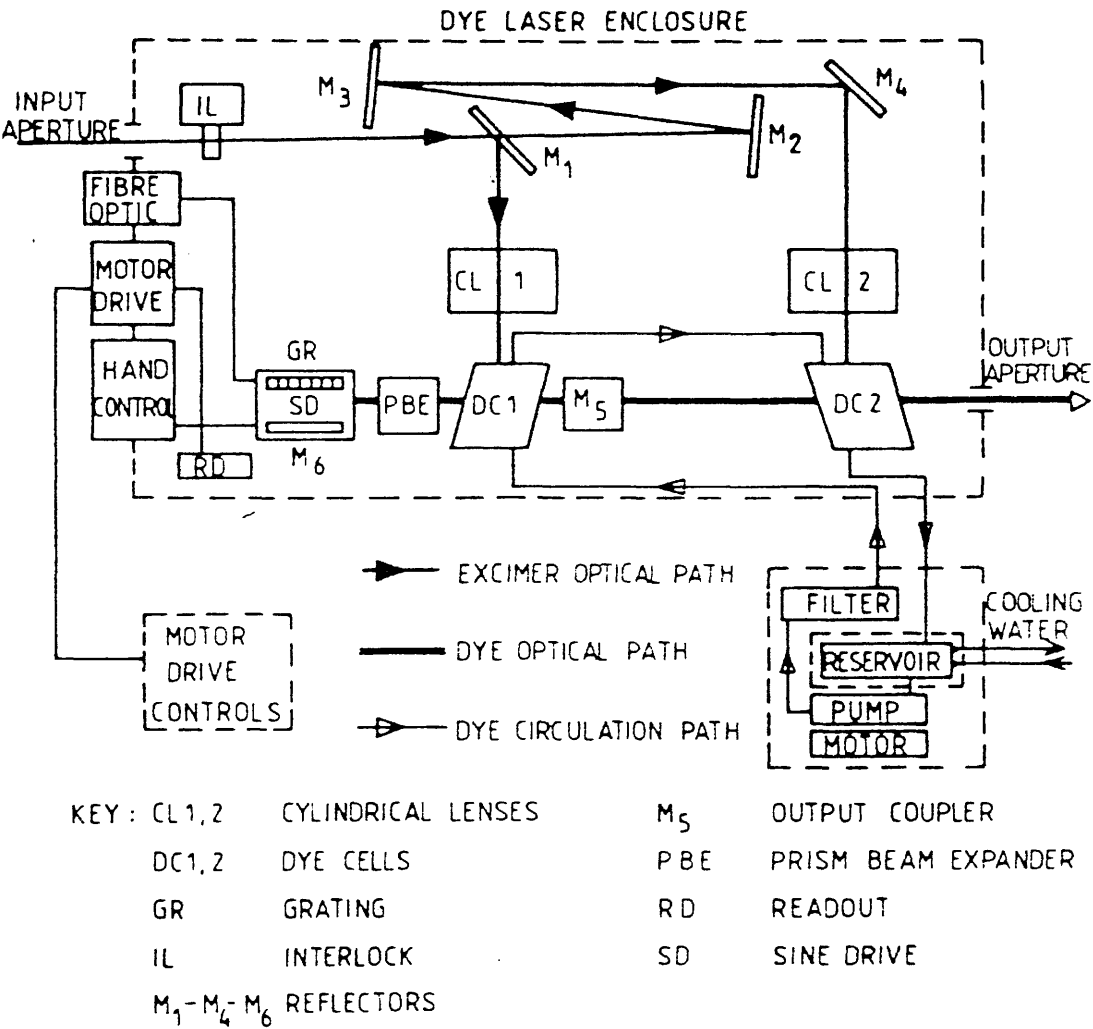 DYE LASER ENCLOSURE
INPUT
APERTURE
IL
M3
M4
M1
M2
FIBRE
OPTIC
MOTOR
DRIVE
HAND
CONTROL
RD
CL 1
CL 2
GR
SD
M6
PBE
DC1
M5
DC2
OUTPUT
APERTURE
EXCIMER OPTICAL PATH
DYE OPTICAL PATH
DYE CIRCULATION PATH
MOTOR
DRIVE
CONTROLS
FILTER
RESERVOIR
PUMP
MOTOR
COOLING
WATER
KEY : CL1,2 CYLINDRICAL LENSES
DC1,2 DYE CELLS
GR GRATING
IL INTERLOCK
M1-M4-M6 REFLECTORS
M5 OUTPUT COUPLER
PBE PRISM BEAM EXPANDER
RD READOUT
SD SINE DRIVE